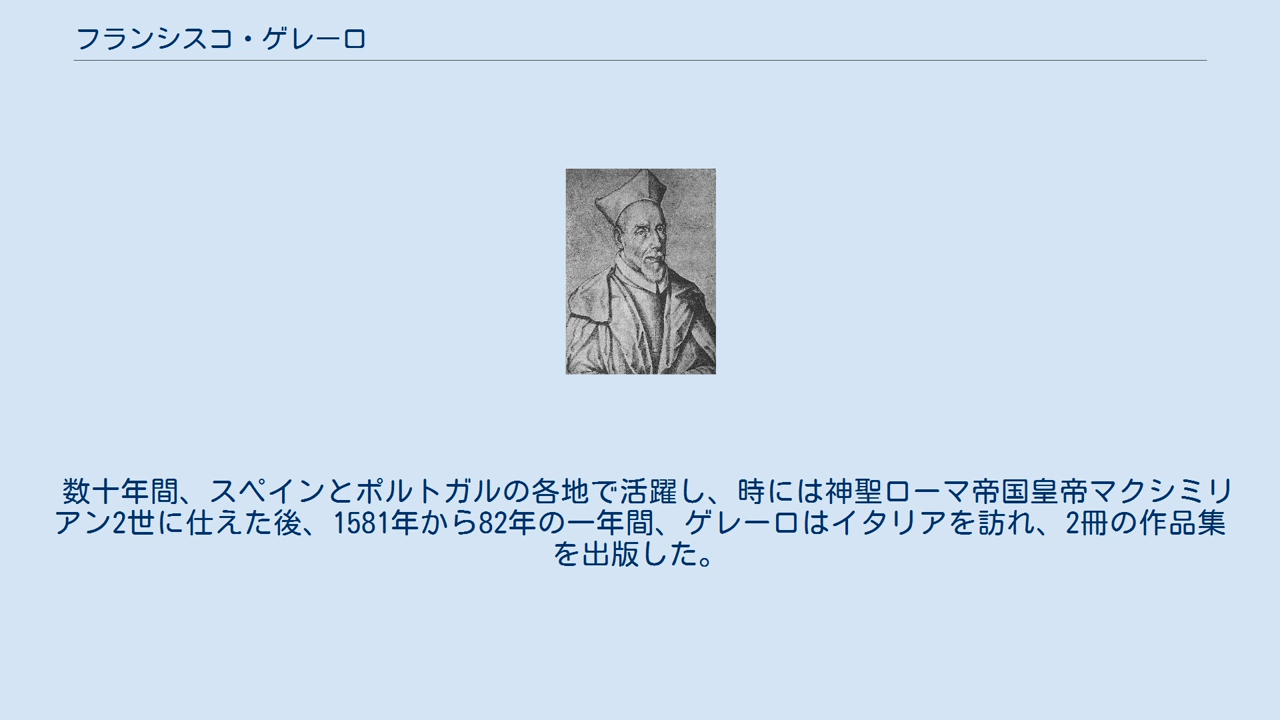 フランシスコ・ゲレーロ
数十年間、スペインとポルトガルの各地で活躍し、時には神聖ローマ帝国皇帝マクシミリ
アン2世に仕えた後、1581年から82年の一年間、ゲレーロはイタリアを訪れ、2冊の作品集
を出版した。